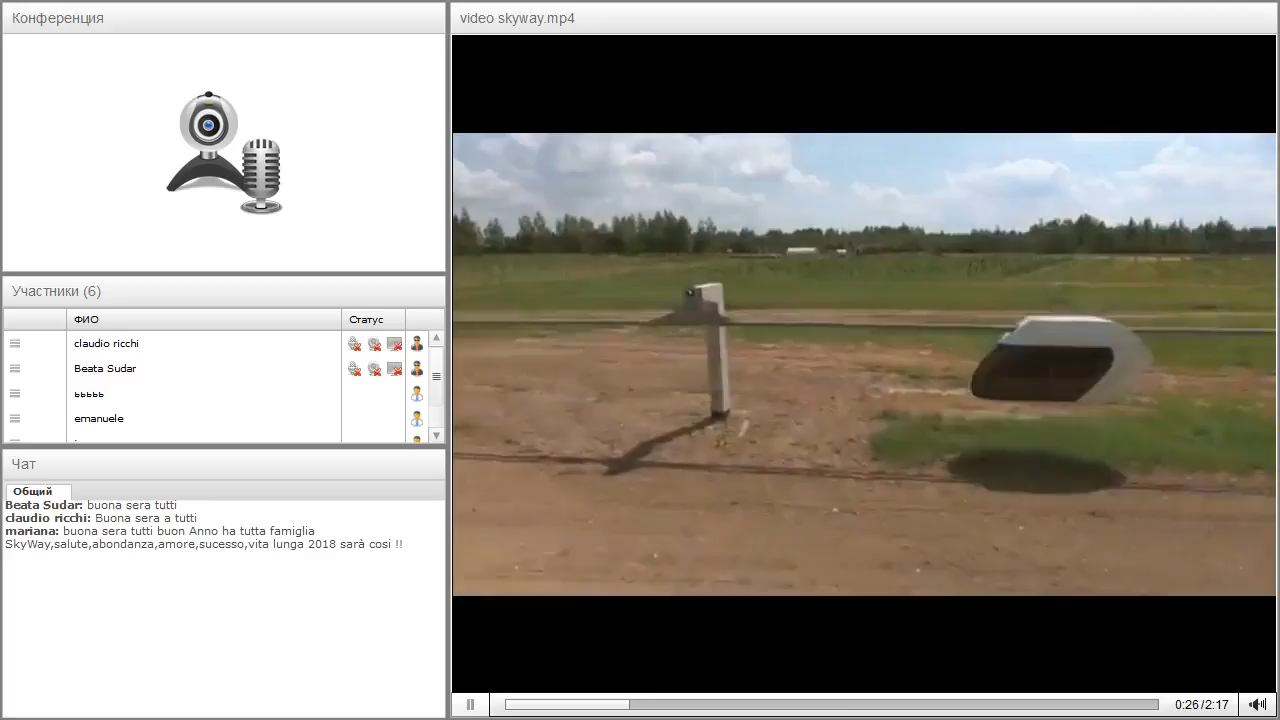 Конференция
video skyway.mp4
Участники (6)
ФИО
Статус
claudio ricchi
Beata Sudar
ььььь
emanuele
Чат
Общий
Beata Sudar: buona sera tutti
claudio ricchi: Buona sera a tutti
mariana: buona sera tutti buon Anno ha tutta famiglia
SkyWay,salute,abondanza,amore,sucesso,vita lunga 2018 sarà cosi !!
0:26/2:17